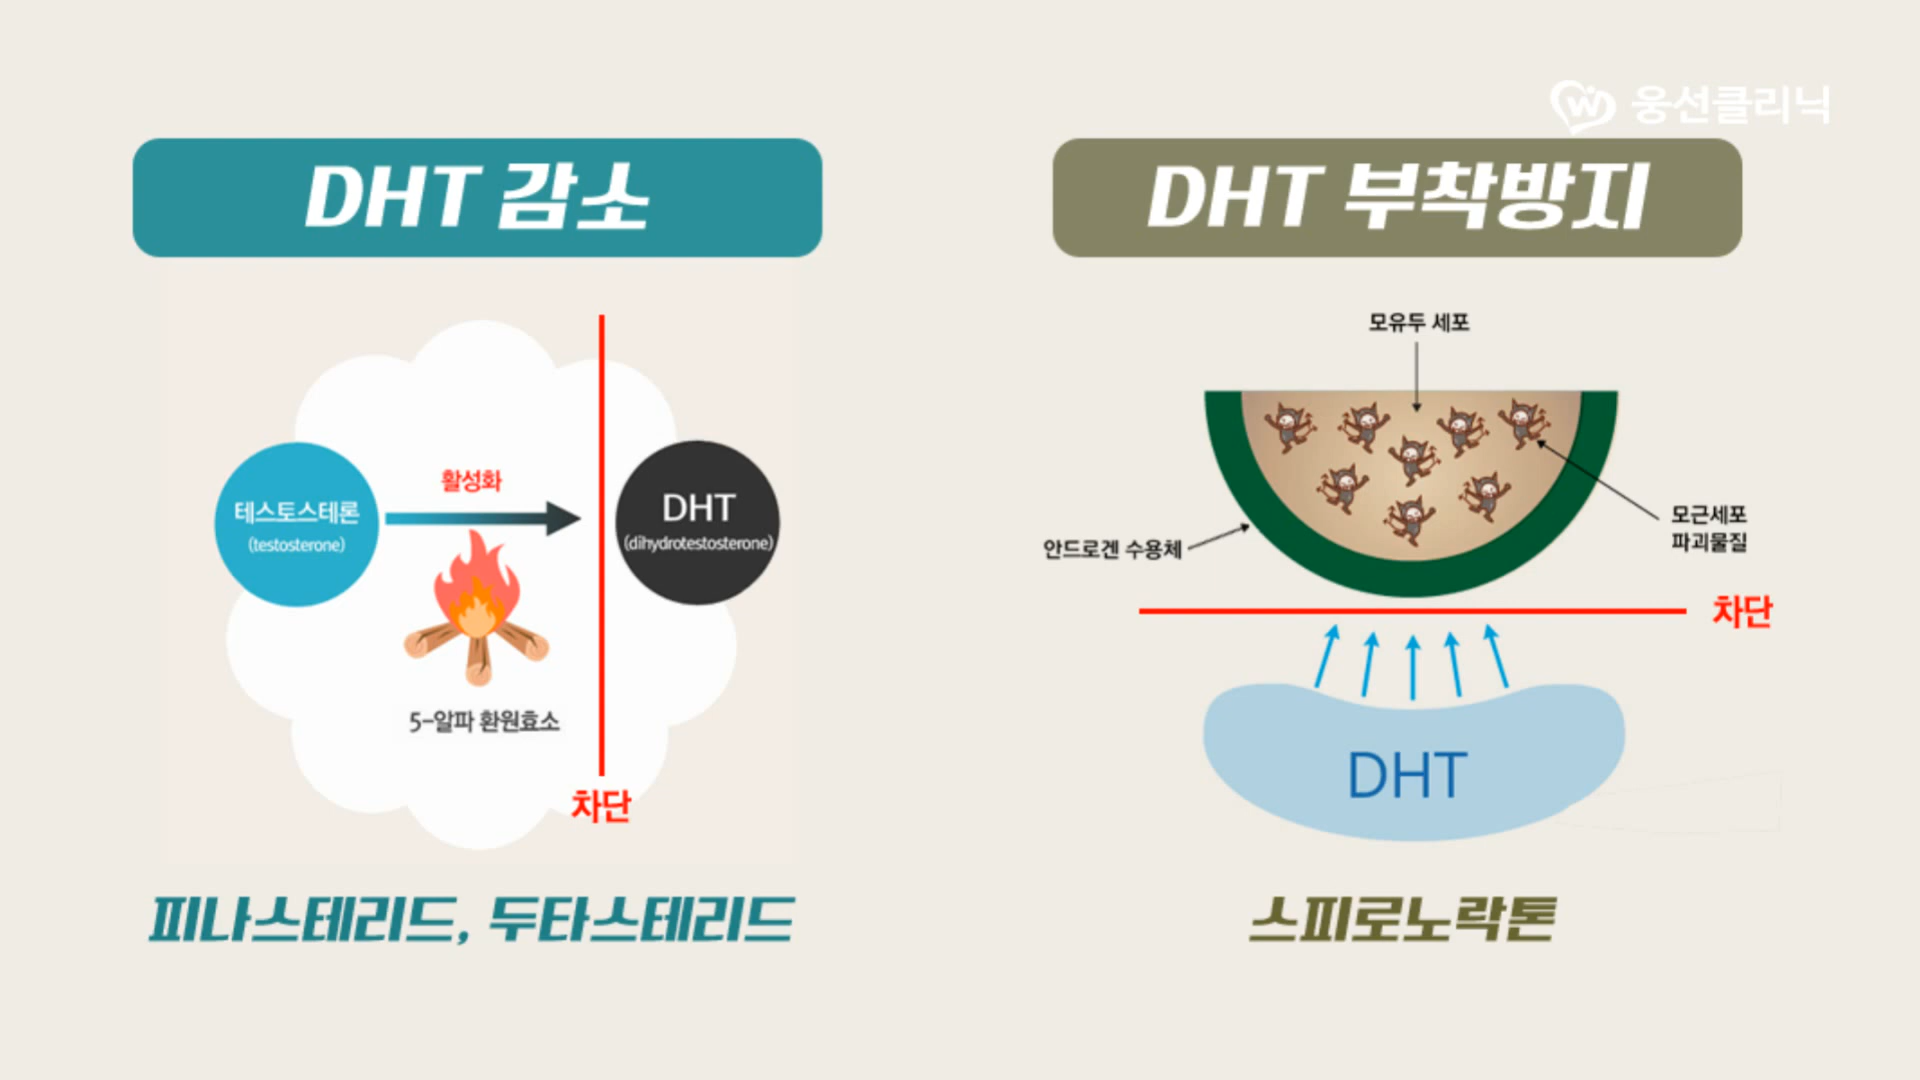 웅선클리닉
DHT 감소
활성화
테스토스테론
(testosterone)
DHT
(dihydrotestosterone)
5-알파 환원효소
차단
피나스테리드, 두타스테리드
DHT 부착방지
모유두 세포
모근세포
파괴물질
안드로겐 수용체
차단
DHT
스피로노락톤